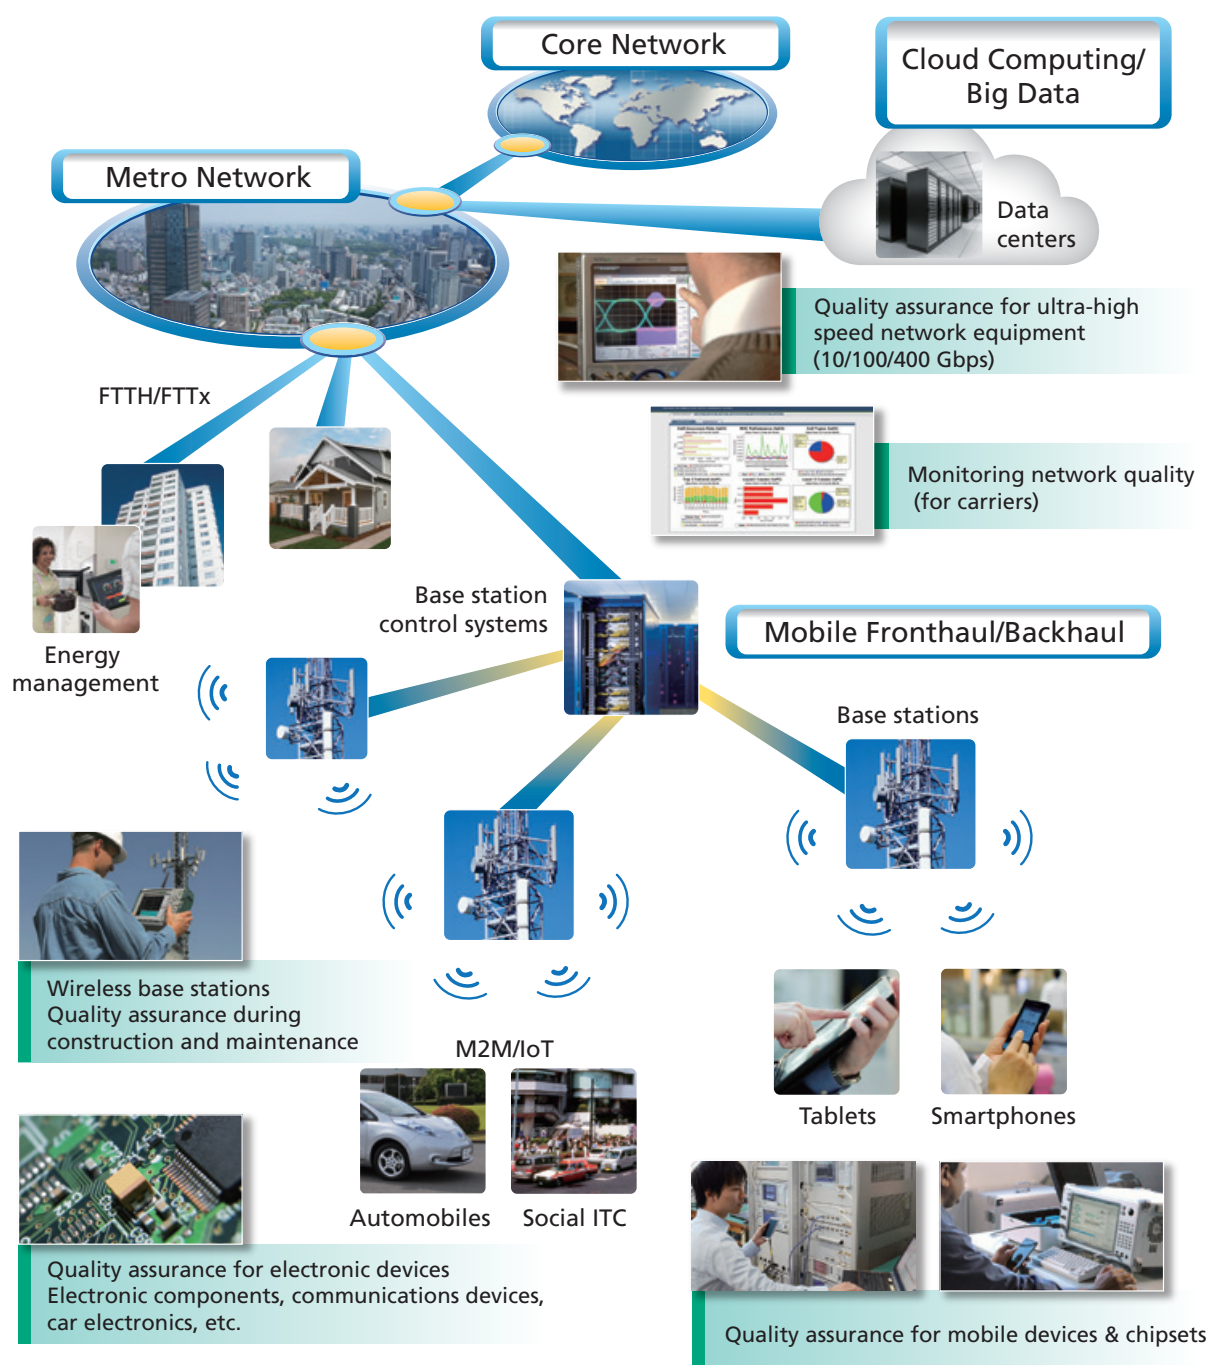 Core Network
Cloud Computing/
Big Data
Metro Network
Data
centers
Quality assurance for ultra-high
speed network equipment
(10/100/400 Gbps)
FTTH/FTTx
Monitoring network quality
(for carriers)
Base station
control systems
Mobile Fronthaul/Backhaul
Energy
management
Base stations
Wireless base stations
Quality assurance during
construction and maintenance
M2M/IoT
Tablets
Smartphones
Automobiles
Social ITC
Quality assurance for electronic devices
Electronic components, communications devices,
car electronics, etc.
Quality assurance for mobile devices & chipsets